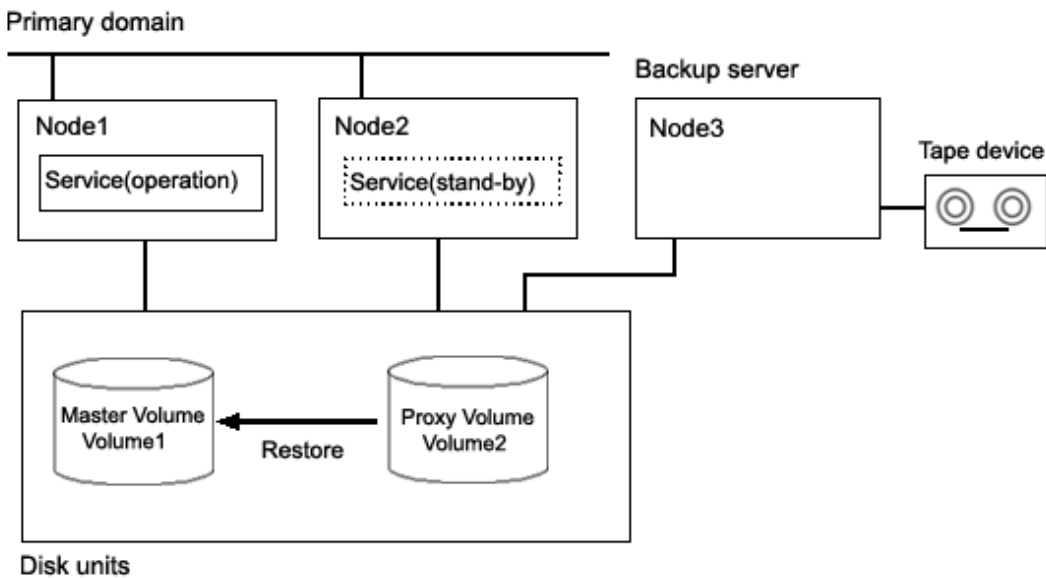 Primary domain
Backup server
Node1
Node2
Node3
Tape device
Service(operation)
Service(stand-by)
Master Volume
Volume1
Proxy Volume
Volume2
Restore
Disk units